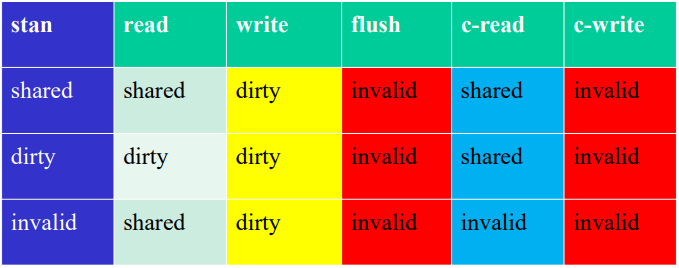 stan read write flush c-read c-write
shared shared dirty invalid shared invalid
dirty dirty dirty invalid shared invalid
invalid shared dirty invalid invalid invalid